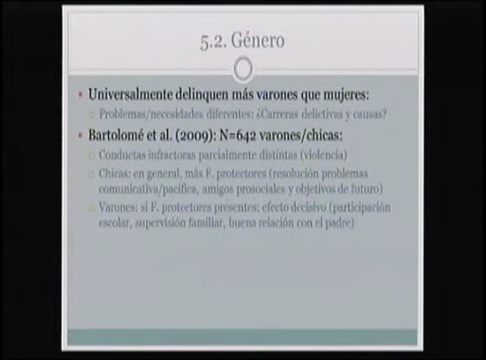 5.2. Género
Universalmente delinquen más varones que mujeres:
Problemas/necesidades diferentes: ¿Carreras delictivas y causas?
Bartolomé et al. (2009): N=642 varones/chicas:
Conductas infractoras parcialmente distintas (violencia)
Chicas: en general, más F. protectores (resolución problemas
comunicativa/pacífica, amigos prosociales y objetivos de futuro)
Varones: si F. protectores presentes: efecto decisivo (participación
escolar, supervisión familiar, buena relación con el padre)